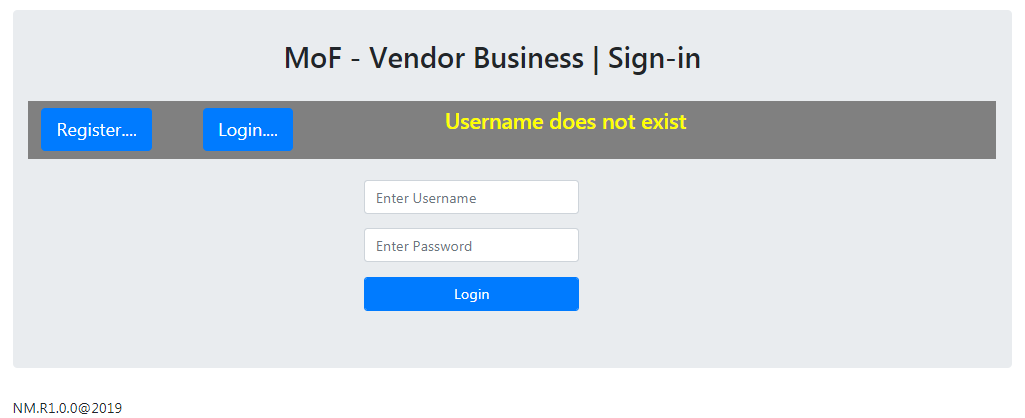 MoF - Vendor Business | Sign-in
Register....
Login....
Username does not exist
Enter Username
Enter Password
Login
NM.R1.0.0@2019